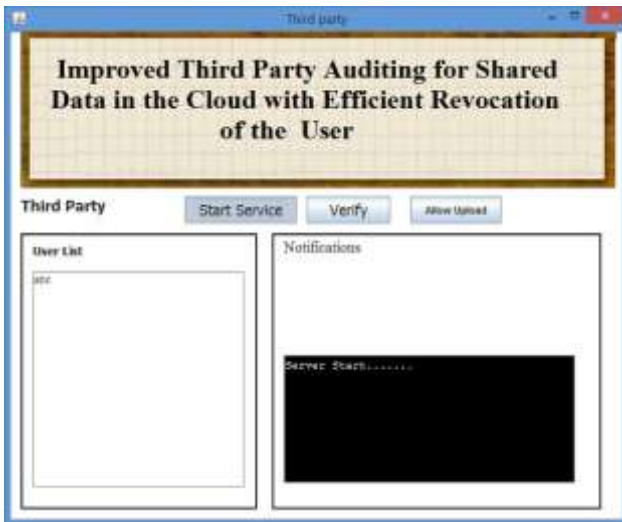 Third party
Improved Third Party Auditing for Shared
Data in the Cloud with Efficient Revocation
of the User
Third Party
Start Service
Verify
Allow Upload
User List
Notifications
Server Start.......